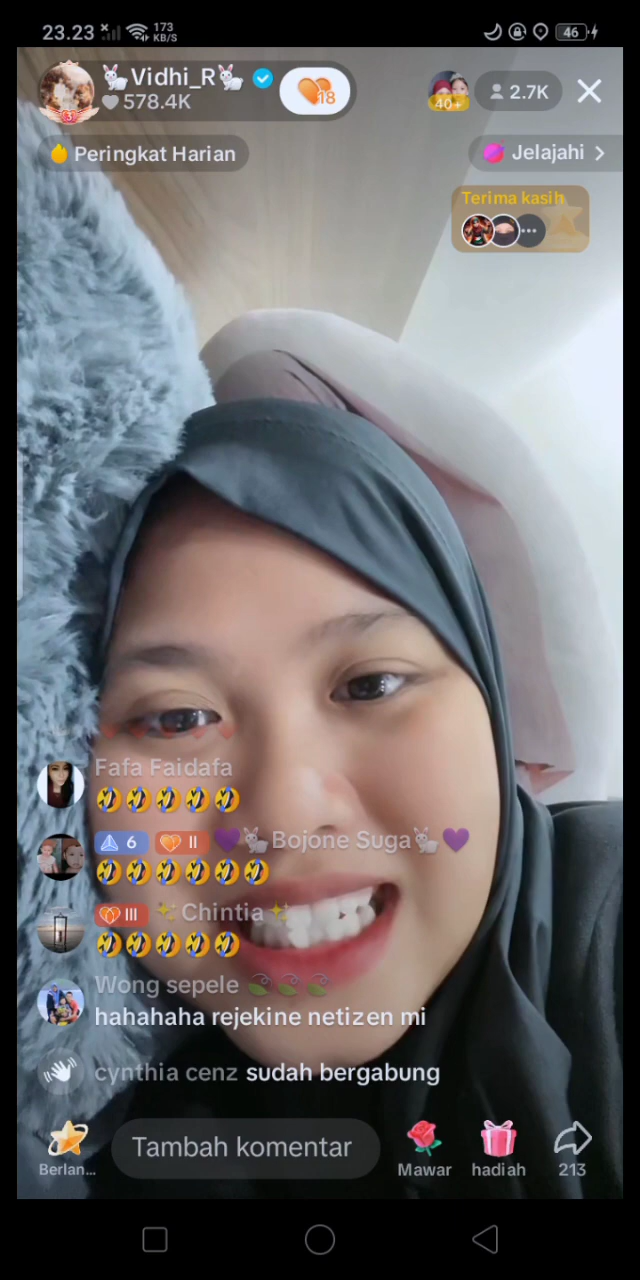 23.23
173
KB/S
46
Vidhi_R
578.4K
18
3
40+
2.7K
Peringkat Harian
Jelajahi
Terima kasih
Fafa Faidafa
🤣🤣🤣🤣🤣
6 II 💜🐇Bojone Suga🐇💜
🤣🤣🤣🤣🤣🤣
III ✨Chintia✨
🤣🤣🤣🤣🤣
Wong sepele 🍃🍃🍃
hahahaha rejekine netizen mi
cynthia cenz sudah bergabung
Berlan...
Tambah komentar
Mawar
hadiah
213